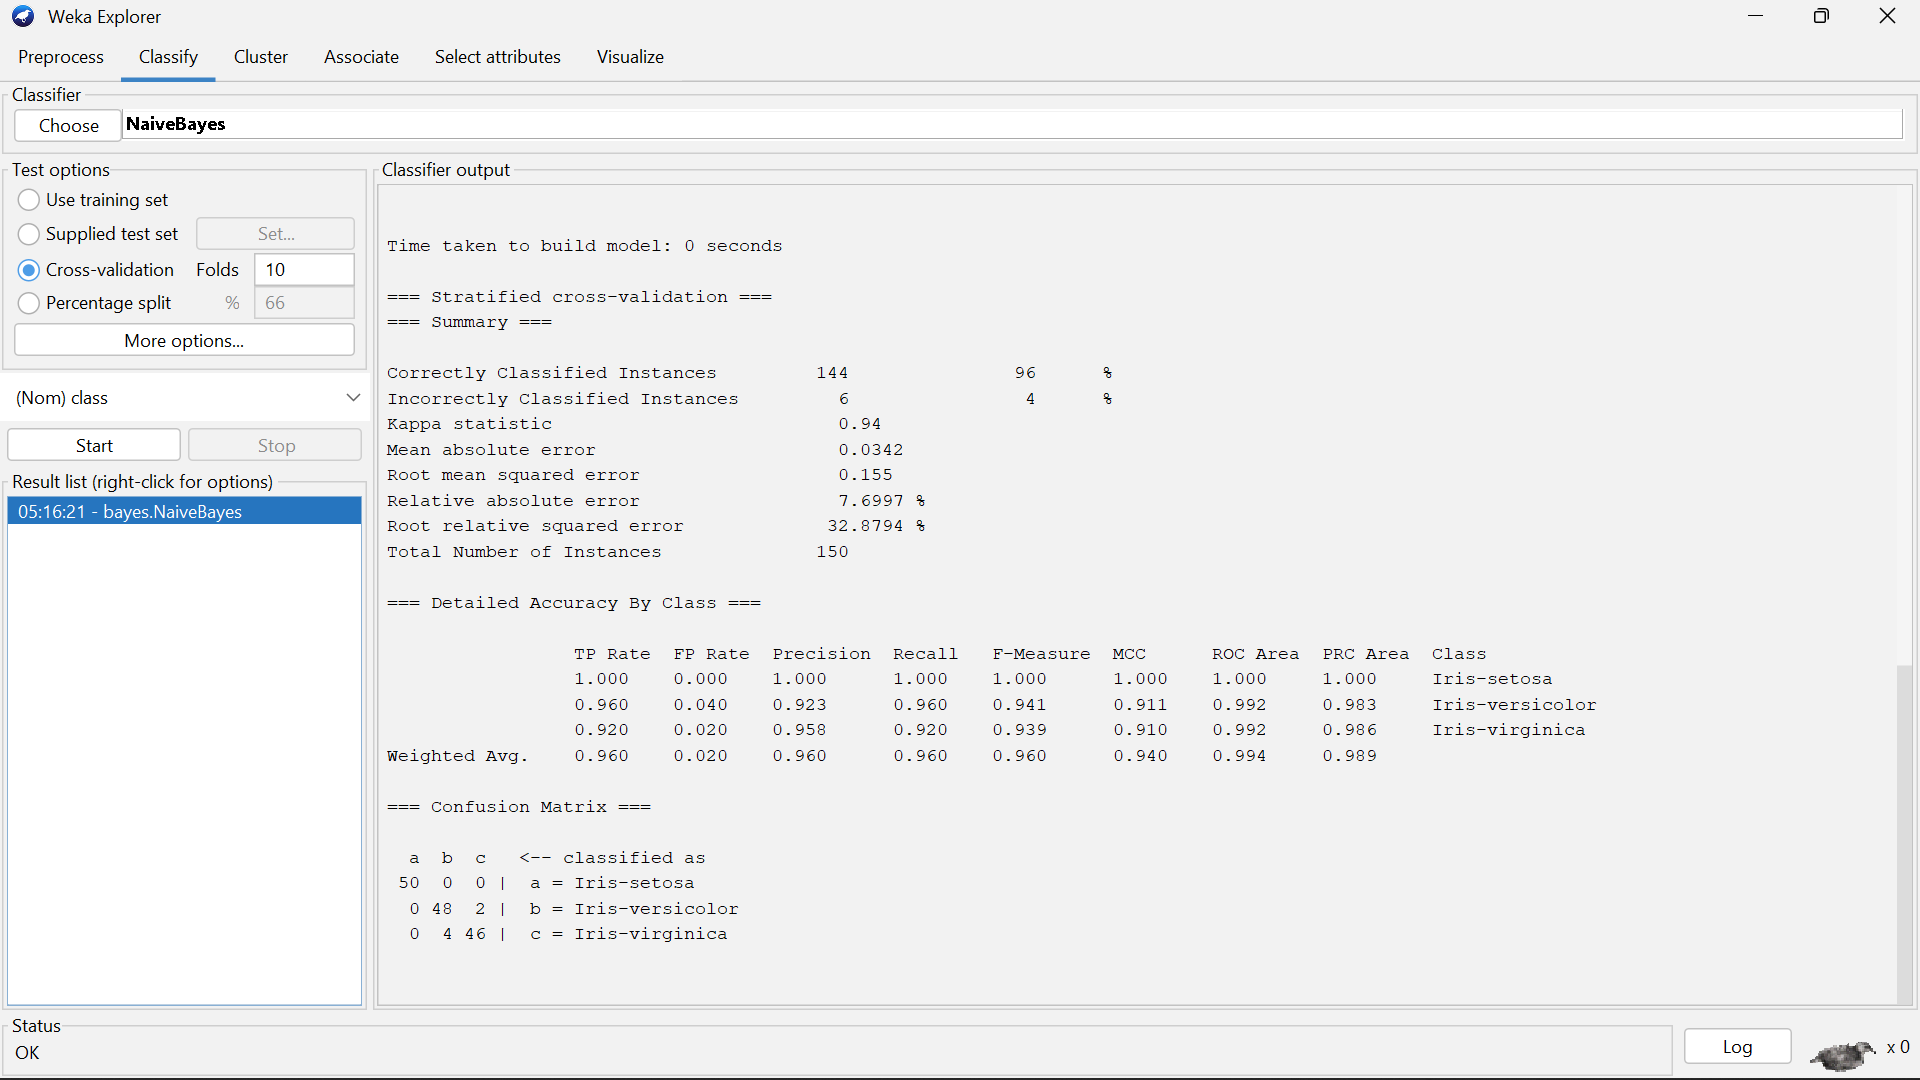 Weka Explorer
Preprocess Classify Cluster Associate Select attributes Visualize
Classifier
Choose NaiveBayes
Test options
Use training set
Supplied test set Set...
Cross-validation Folds 10
Percentage split % 66
More options...
(Nom) class
Start Stop
Result list (right-click for options)
05:16:21 - bayes.NaiveBayes
Classifier output
Time taken to build model: 0 seconds
=== Stratified cross-validation ===
=== Summary ===
Correctly Classified Instances 144 96 %
Incorrectly Classified Instances 6 4 %
Kappa statistic 0.94
Mean absolute error 0.0342
Root mean squared error 0.155
Relative absolute error 7.6997 %
Root relative squared error 32.8794 %
Total Number of Instances 150
=== Detailed Accuracy By Class ===
TP Rate FP Rate Precision Recall F-Measure MCC ROC Area PRC Area Class
1.000 0.000 1.000 1.000 1.000 1.000 1.000 1.000 Iris-setosa
0.960 0.040 0.923 0.960 0.941 0.911 0.992 0.983 Iris-versicolor
0.920 0.020 0.958 0.920 0.939 0.910 0.992 0.986 Iris-virginica
Weighted Avg. 0.960 0.020 0.960 0.960 0.960 0.940 0.994 0.989
=== Confusion Matrix ===
a b c <-- classified as
50 0 0 | a = Iris-setosa
0 48 2 | b = Iris-versicolor
0 4 46 | c = Iris-virginica
Status
OK
Log x 0